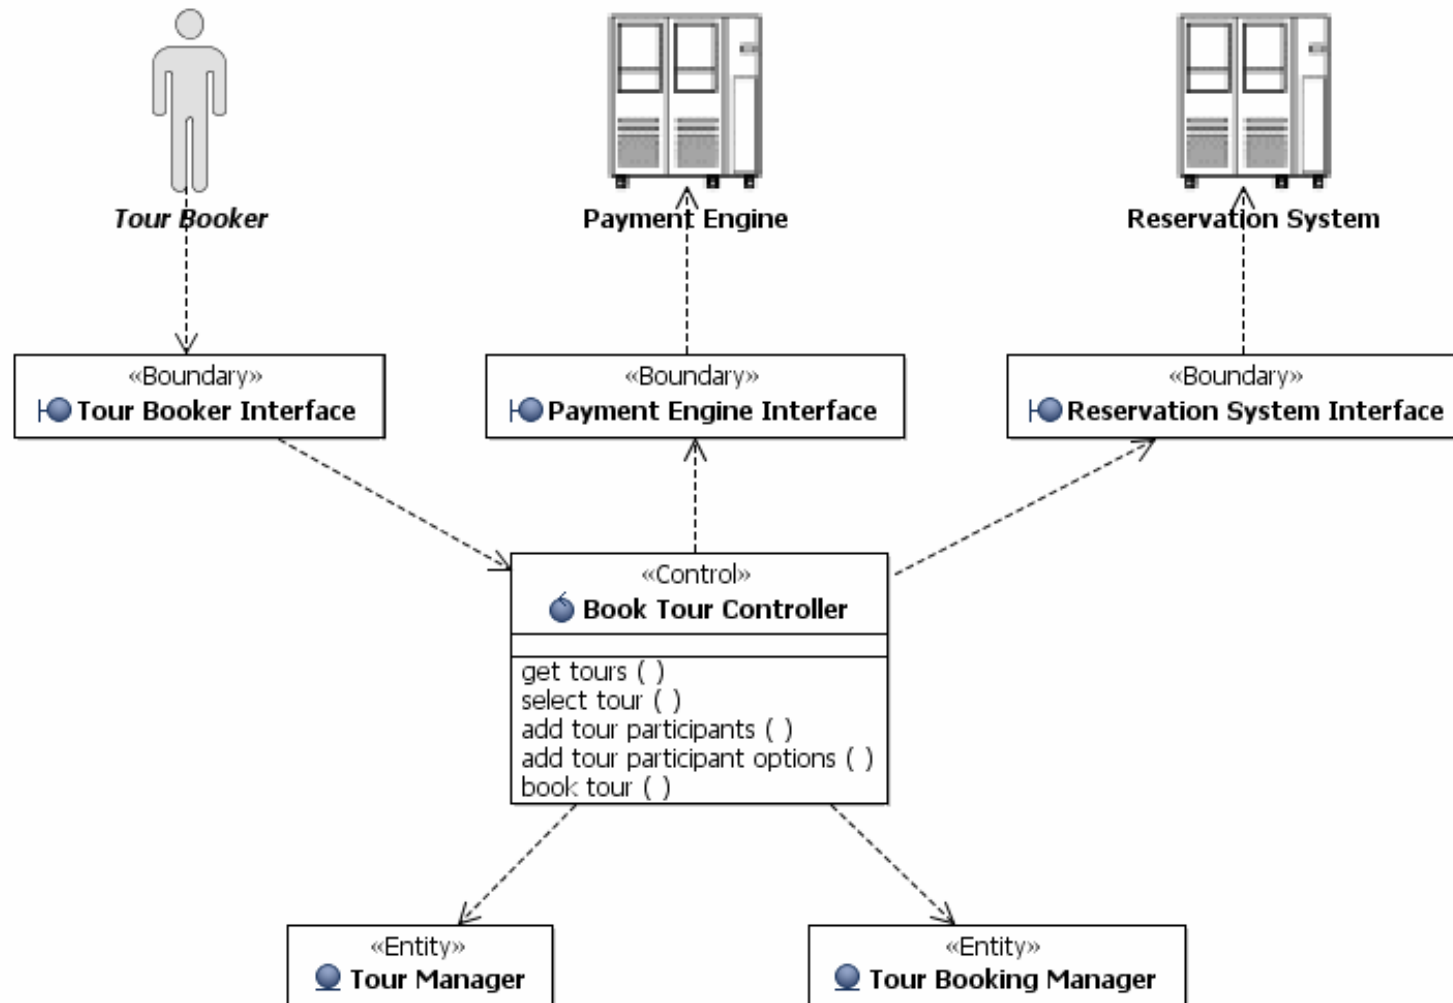 Tour Booker
Payment Engine
Reservation System
«Boundary»
Tour Booker Interface
«Boundary»
Payment Engine Interface
«Boundary»
Reservation System Interface
«Control»
Book Tour Controller
get tours ( )
select tour ( )
add tour participants ( )
add tour participant options ( )
book tour ( )
«Entity»
Tour Manager
«Entity»
Tour Booking Manager